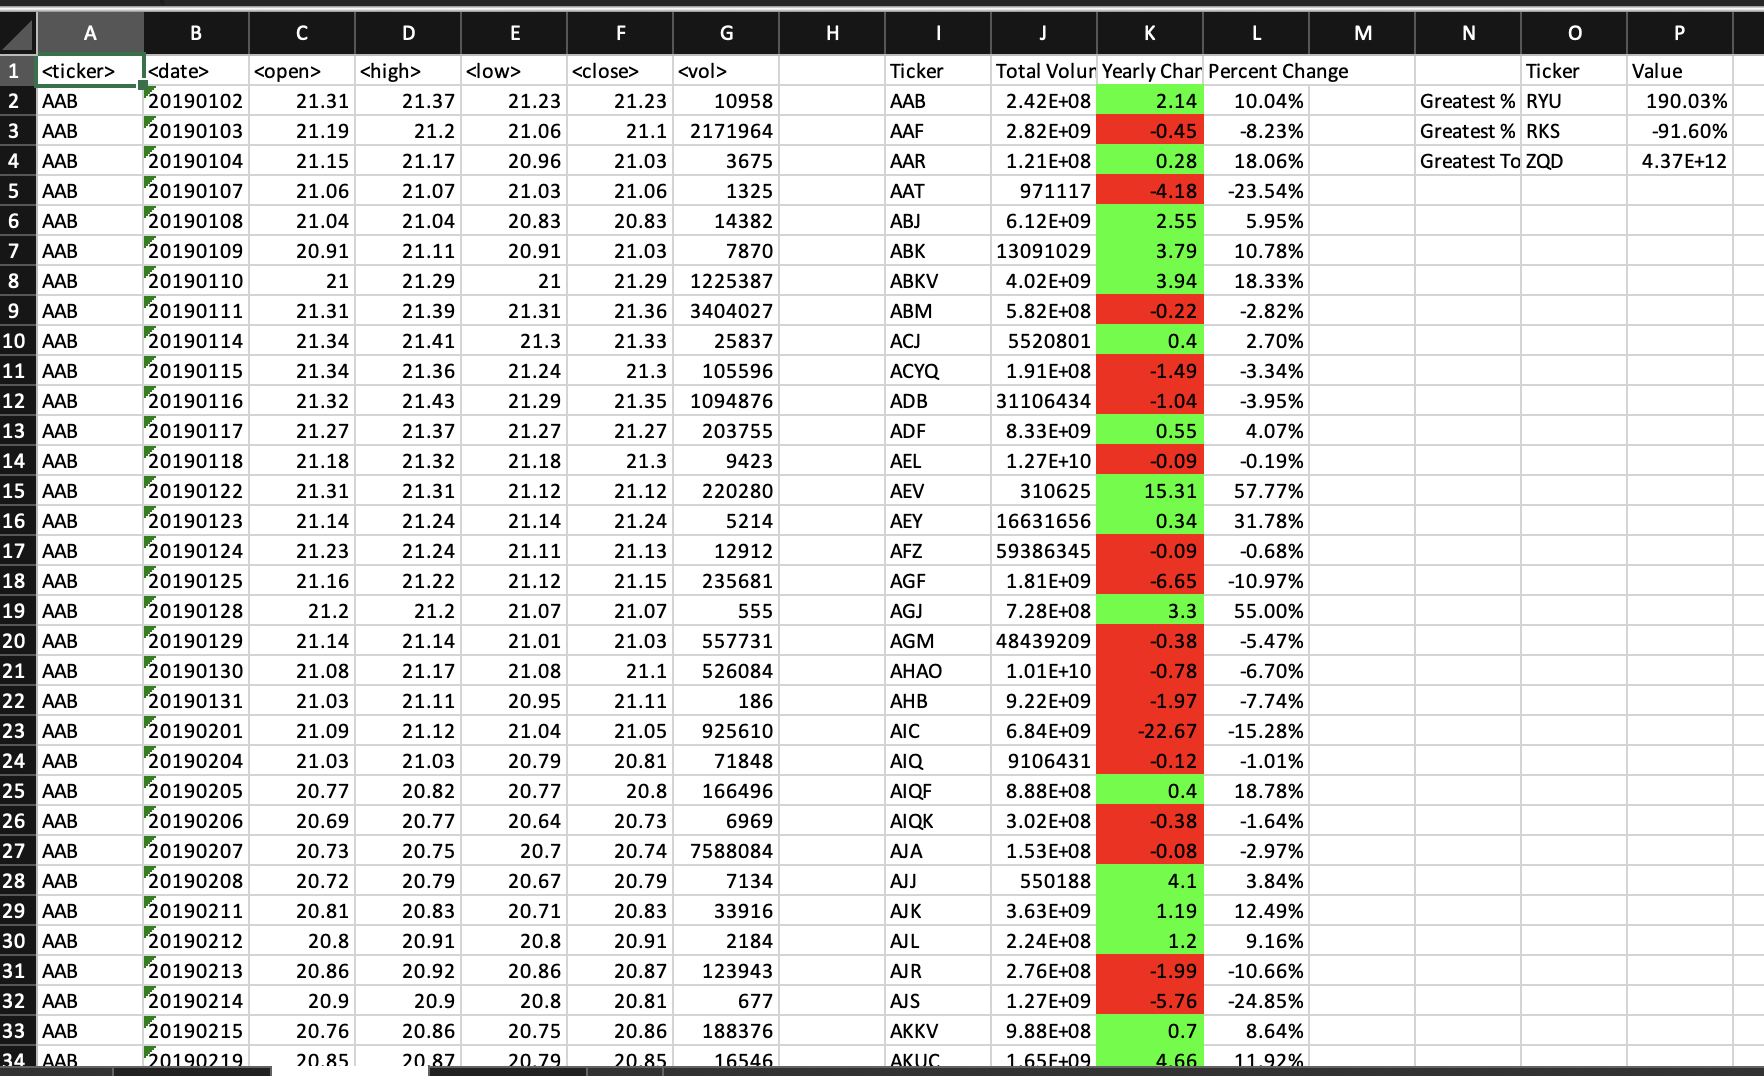 A B C D E F G H I J K L M N O P
1 <ticker> <date> <open> <high> <low> <close> <vol> Ticker Total Volun Yearly Char Percent Change Ticker Value
2 AAB 20190102 21.31 21.37 21.23 21.23 10958 AAB 2.42E+08 2.14 10.04% Greatest % RYU 190.03%
3 AAB 20190103 21.19 21.2 21.06 21.1 2171964 AAF 2.82E+09 -0.45 -8.23% Greatest % RKS -91.60%
4 AAB 20190104 21.15 21.17 20.96 21.03 3675 AAR 1.21E+08 0.28 18.06% Greatest To ZQD 4.37E+12
5 AAB 20190107 21.06 21.07 21.03 21.06 1325 AAT 971117 -4.18 -23.54%
6 AAB 20190108 21.04 21.04 20.83 20.83 14382 ABJ 6.12E+09 2.55 5.95%
7 AAB 20190109 20.91 21.11 20.91 21.03 7870 ABK 13091029 3.79 10.78%
8 AAB 20190110 21 21.29 21 21.29 1225387 ABKV 4.02E+09 3.94 18.33%
9 AAB 20190111 21.31 21.39 21.31 21.36 3404027 ABM 5.82E+08 -0.22 -2.82%
10 AAB 20190114 21.34 21.41 21.3 21.33 25837 ACJ 5520801 0.4 2.70%
11 AAB 20190115 21.34 21.36 21.24 21.3 105596 ACYQ 1.91E+08 -1.49 -3.34%
12 AAB 20190116 21.32 21.43 21.29 21.35 1094876 ADB 31106434 -1.04 -3.95%
13 AAB 20190117 21.27 21.37 21.27 21.27 203755 ADF 8.33E+09 0.55 4.07%
14 AAB 20190118 21.18 21.32 21.18 21.3 9423 AEL 1.27E+10 -0.09 -0.19%
15 AAB 20190122 21.31 21.31 21.12 21.12 220280 AEV 310625 15.31 57.77%
16 AAB 20190123 21.14 21.24 21.14 21.24 5214 AEY 16631656 0.34 31.78%
17 AAB 20190124 21.23 21.24 21.11 21.13 12912 AFZ 59386345 -0.09 -0.68%
18 AAB 20190125 21.16 21.22 21.12 21.15 235681 AGF 1.81E+09 -6.65 -10.97%
19 AAB 20190128 21.2 21.2 21.07 21.07 555 AGJ 7.28E+08 3.3 55.00%
20 AAB 20190129 21.14 21.14 21.01 21.03 557731 AGM 48439209 -0.38 -5.47%
21 AAB 20190130 21.08 21.17 21.08 21.1 526084 AHAO 1.01E+10 -0.78 -6.70%
22 AAB 20190131 21.03 21.11 20.95 21.11 186 AHB 9.22E+09 -1.97 -7.74%
23 AAB 20190201 21.09 21.12 21.04 21.05 925610 AIC 6.84E+09 -22.67 -15.28%
24 AAB 20190204 21.03 21.03 20.79 20.81 71848 AIQ 9106431 -0.12 -1.01%
25 AAB 20190205 20.77 20.82 20.77 20.8 166496 AIQF 8.88E+08 0.4 18.78%
26 AAB 20190206 20.69 20.77 20.64 20.73 6969 AIQK 3.02E+08 -0.38 -1.64%
27 AAB 20190207 20.73 20.75 20.7 20.74 7588084 AJA 1.53E+08 -0.08 -2.97%
28 AAB 20190208 20.72 20.79 20.67 20.79 7134 AJJ 550188 4.1 3.84%
29 AAB 20190211 20.81 20.83 20.71 20.83 33916 AJK 3.63E+09 1.19 12.49%
30 AAB 20190212 20.8 20.91 20.8 20.91 2184 AJL 2.24E+08 1.2 9.16%
31 AAB 20190213 20.86 20.92 20.86 20.87 123943 AJR 2.76E+08 -1.99 -10.66%
32 AAB 20190214 20.9 20.9 20.8 20.81 677 AJS 1.27E+09 -5.76 -24.85%
33 AAB 20190215 20.76 20.86 20.75 20.86 188376 AKKV 9.88E+08 0.7 8.64%
34 AAB 20190219 20.85 20.87 20.79 20.85 16546 AKUC 1.65E+09 4.66 11.92%